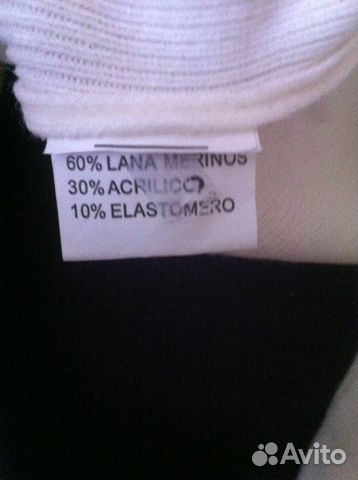 60% LANA MERINOS
30% ACRILICO
10% ELASTOMERO
Avito